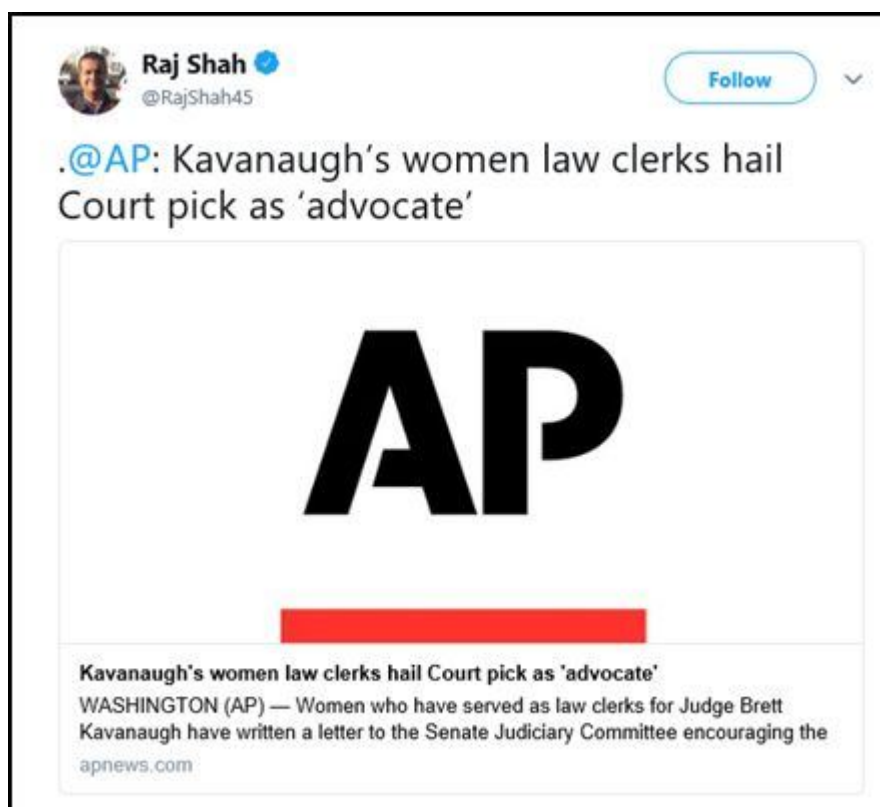 Raj Shah
@RajShah45
Follow
.@AP: Kavanaugh’s women law clerks hail
Court pick as ‘advocate’
AP
Kavanaugh's women law clerks hail Court pick as 'advocate'
WASHINGTON (AP) — Women who have served as law clerks for Judge Brett
Kavanaugh have written a letter to the Senate Judiciary Committee encouraging the
apnews.com